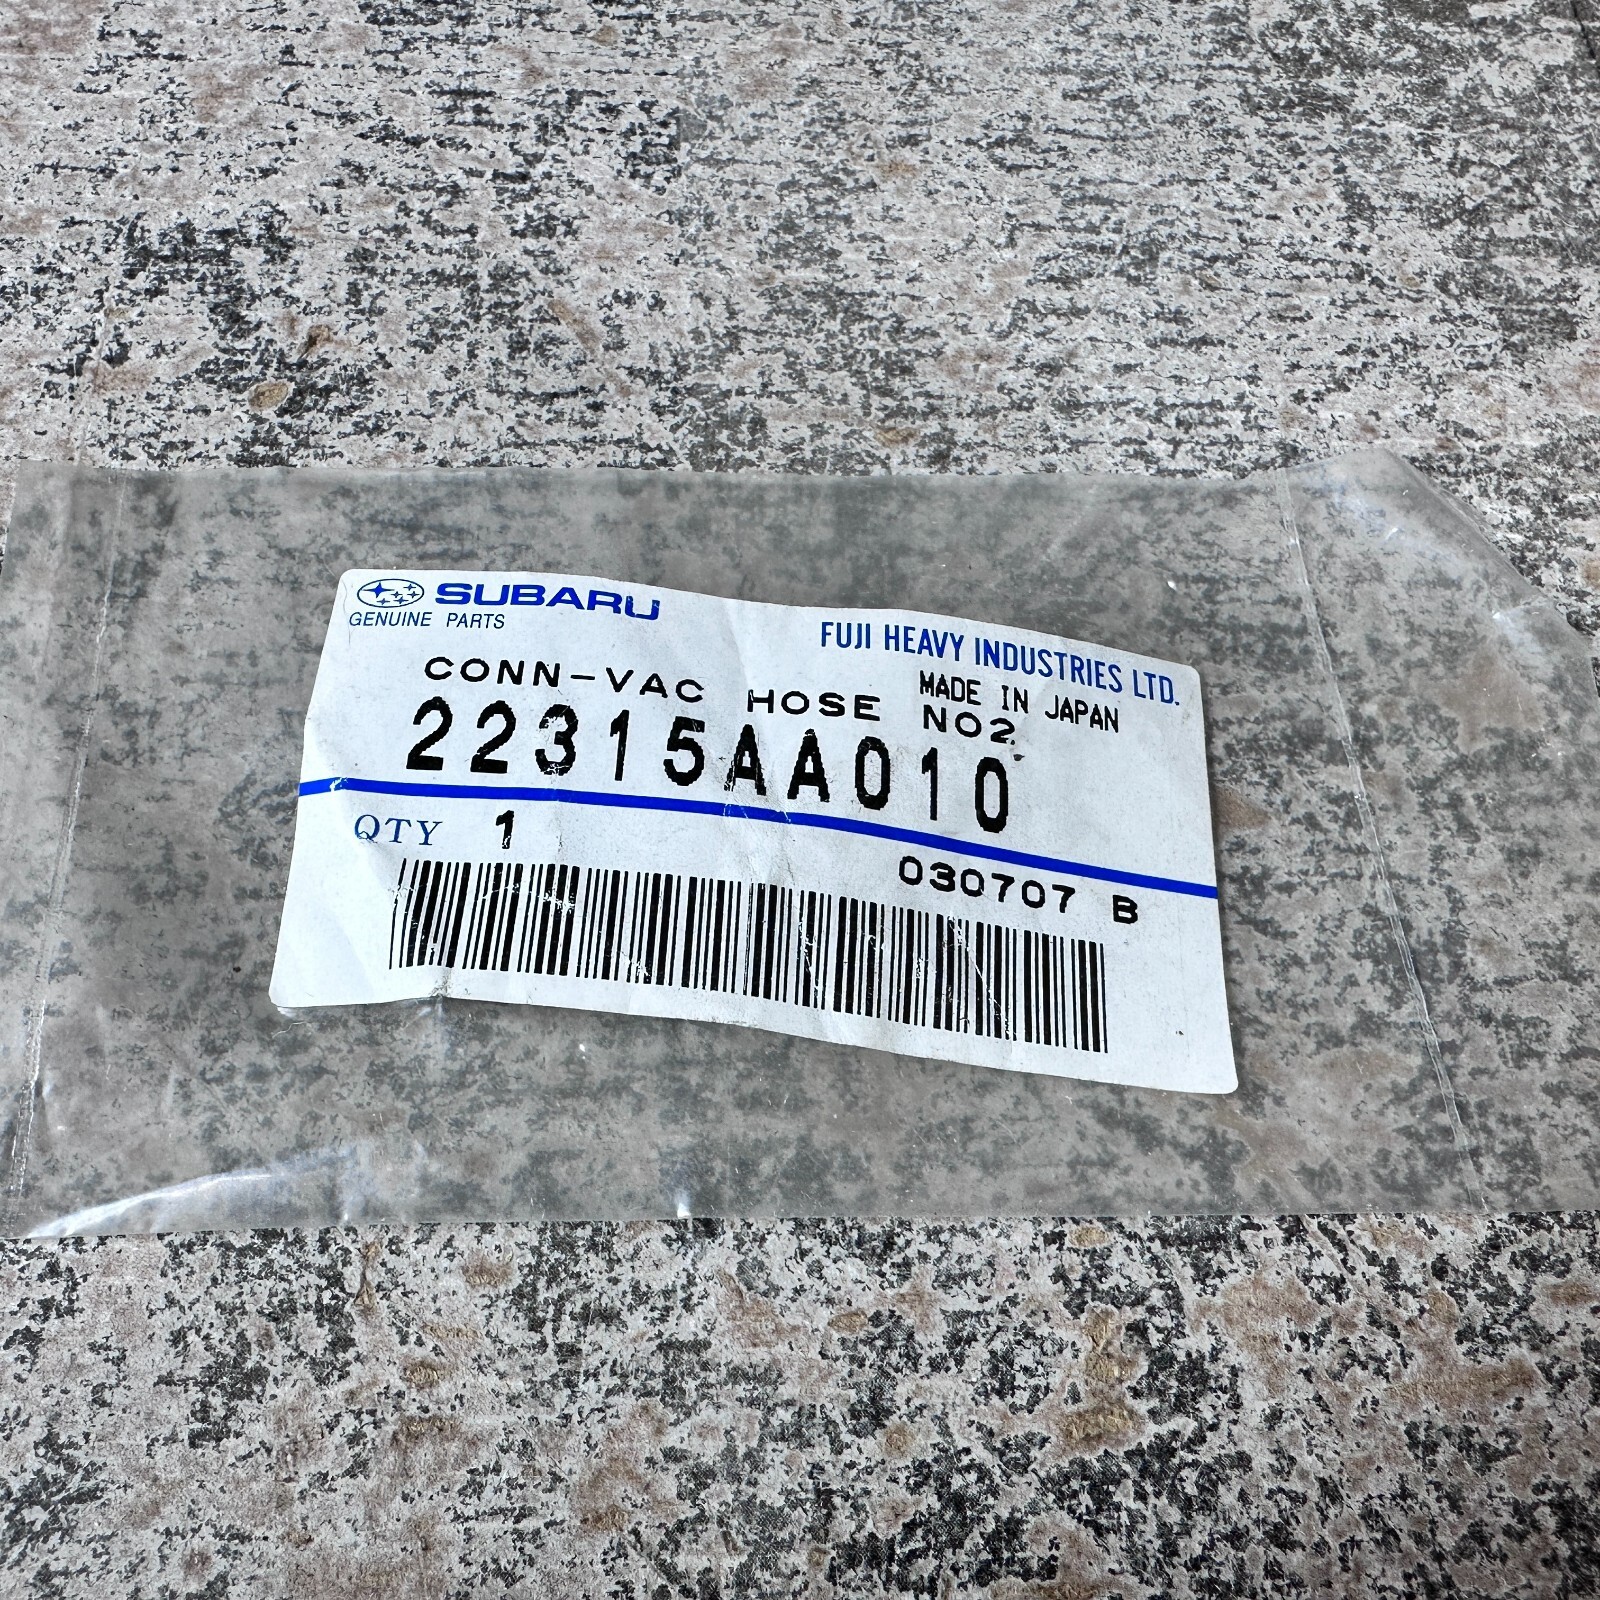 SUBARU
GENUINE PARTS
FUJI HEAVY INDUSTRIES LTD.
MADE IN JAPAN
CONN-VAC HOSE NO2
22315AA010
QTY 1
030707 B